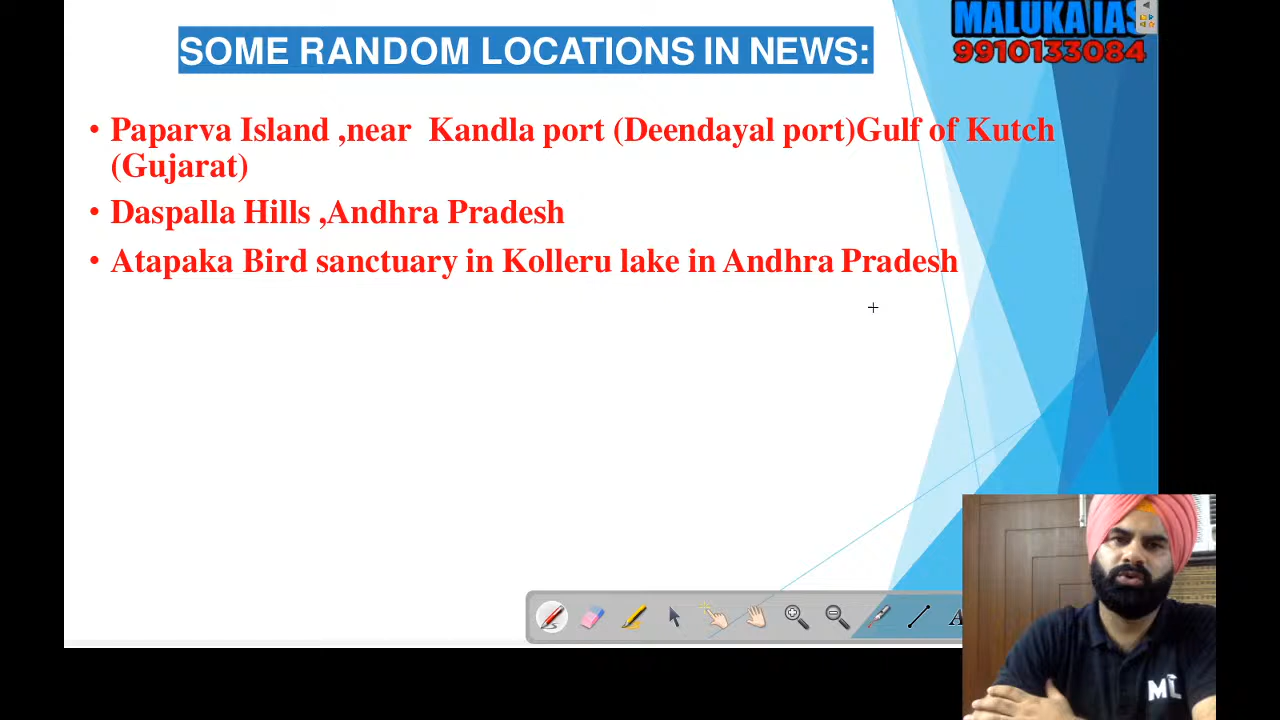 MALUKA IAS
9910133084
SOME RANDOM LOCATIONS IN NEWS:
• Paparva Island ,near Kandla port (Deendayal port)Gulf of Kutch
(Gujarat)
• Daspalla Hills ,Andhra Pradesh
• Atapaka Bird sanctuary in Kolleru lake in Andhra Pradesh
A